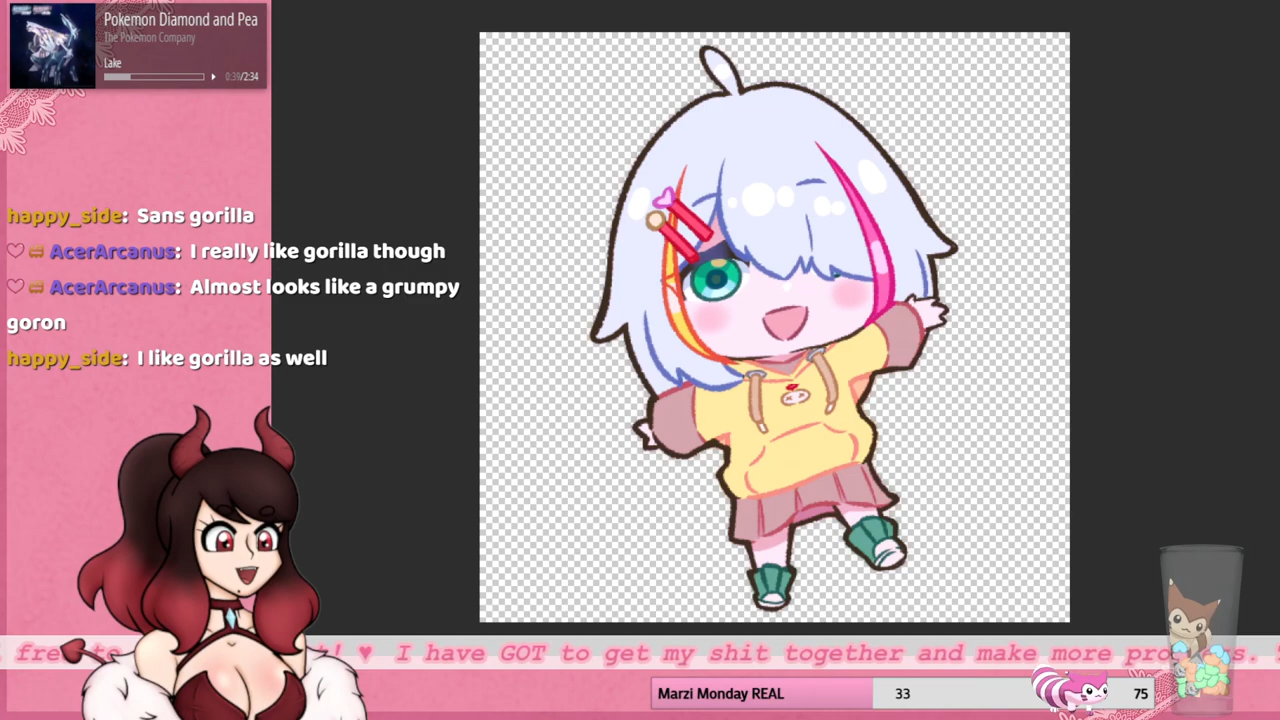 Pokemon Diamond and Pea
The Pokemon Company
Lake
0:39/2:34
happy_side: Sans gorilla
AcerArcanus: I really like gorilla though
AcerArcanus: Almost looks like a grumpy
goron
happy_side: I like gorilla as well
I have GOT to get my shit together and make more
Marzi Monday REAL
33
75